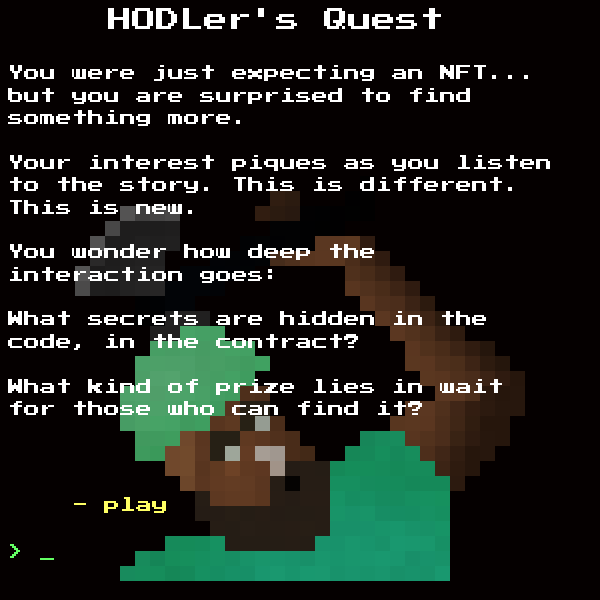 HODLer's Quest
You were just expecting an NFT...
but you are surprised to find
something more.
Your interest piques as you listen
to the story. This is different.
This is new.
You wonder how deep the
interaction goes:
What secrets are hidden in the
code, in the contract?
What kind of prize lies in wait
for those who can find it?
- play
> _